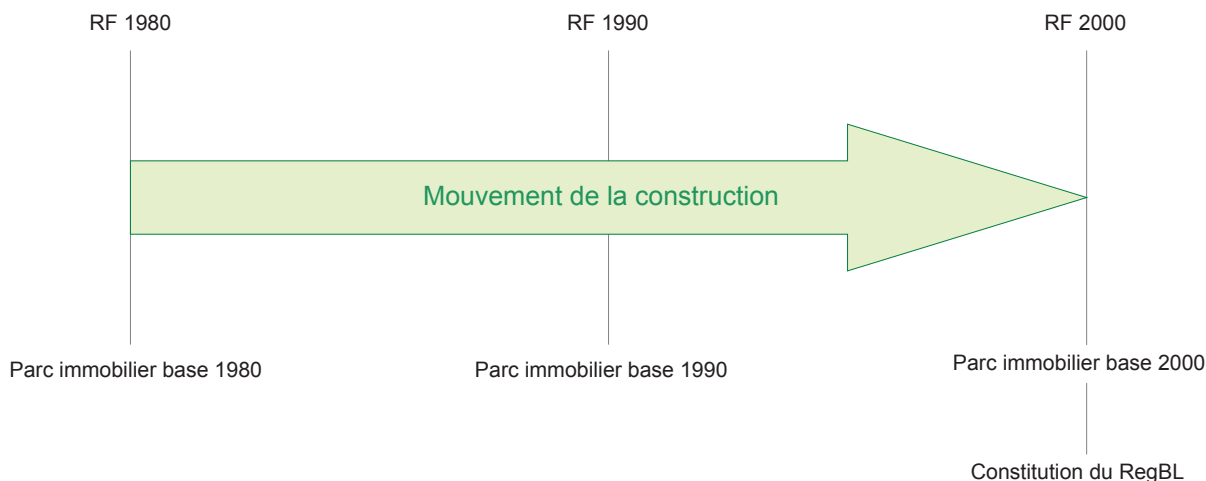 RF 1980
RF 1990
RF 2000
Mouvement de la construction
Parc immobilier base 1980
Parc immobilier base 1990
Parc immobilier base 2000
Constitution du RegBL